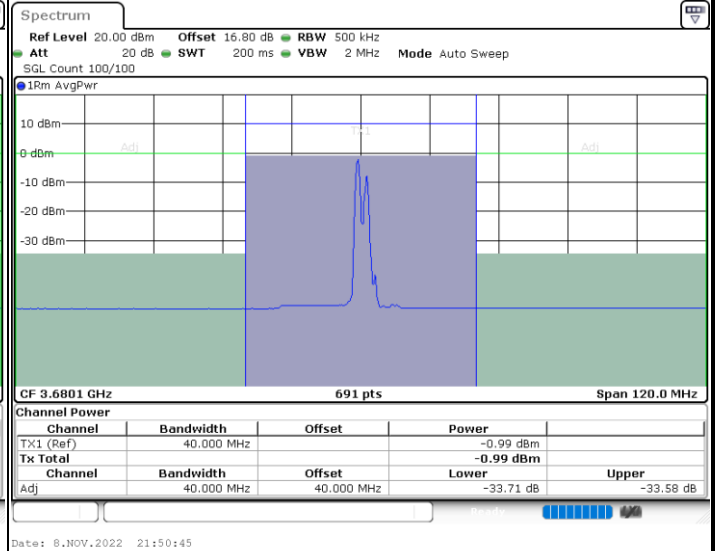 Spectrum
Ref Level 20.00 dBm Offset 16.80 dB RBW 500 kHz
Att 20 dB SWT 200 ms VBW 2 MHz Mode Auto Sweep
SGL Count 100/100
1Rm AvgPwr
10 dBm
TX1
Adj
0 dBm
Adj
-10 dBm
-20 dBm
-30 dBm
CF 3.6801 GHz 691 pts Span 120.0 MHz
Channel Power
Channel Bandwidth Offset Power
TX1 (Ref) 40.000 MHz -0.99 dBm
Tx Total -0.99 dBm
Channel Bandwidth Offset Lower Upper
Adj 40.000 MHz 40.000 MHz -33.71 dB -33.58 dB
Ready
Date: 8.NOV.2022 21:50:45